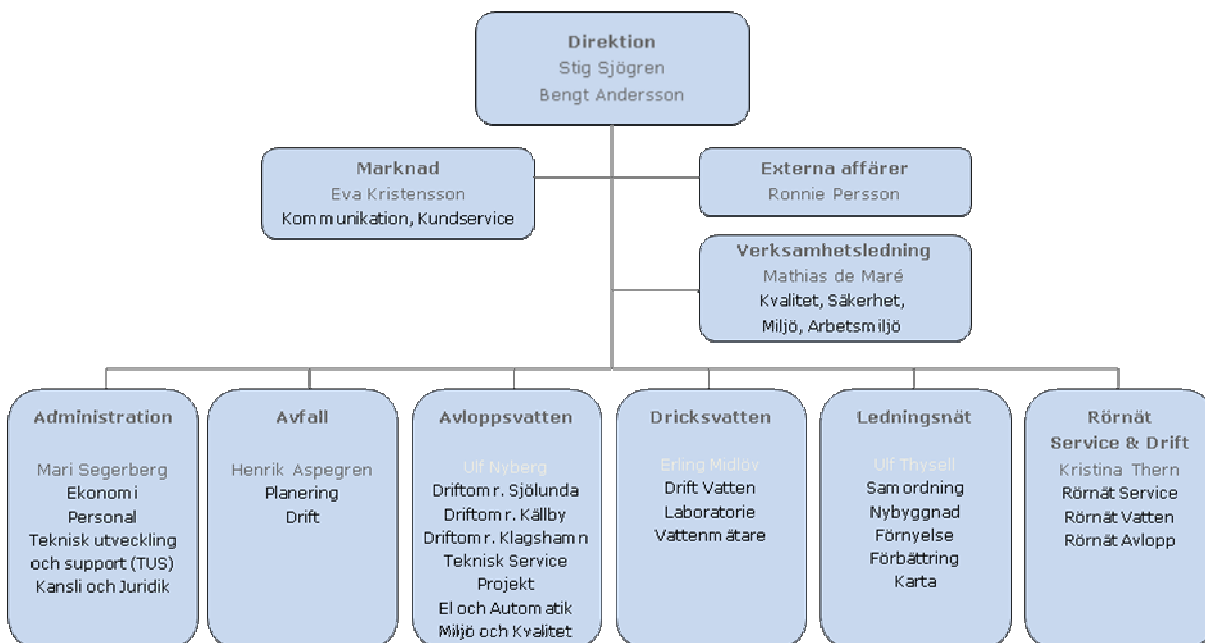 Direktion
Stig Sjögren
Bengt Andersson
Marknad
Eva Kristensson
Kommunikation, Kundservice
Externa affärer
Ronnie Persson
Verksamhetsledning
Mathias de Maré
Kvalitet, Säkerhet,
Miljö, Arbetsmiljö
Administration
Mari Segerberg
Ekonomi
Personal
Teknisk utveckling
och support (TUS)
Kansli och Juridik
Avfall
Henrik Aspegren
Planering
Drift
Avloppsvatten
Ulf Nyberg
Driftomr. Sjölunda
Driftomr. Källby
Driftomr. Klagshamn
Teknisk Service
Projekt
El och Automatik
Miljö och Kvalitet
Dricksvatten
Erling Midlöv
Drift Vatten
Laboratorie
Vattenmätare
Ledningsnät
Ulf Thysell
Samordning
Nybyggnad
Förnyelse
Förbättring
Karta
Rörnät
Service & Drift
Kristina Thern
Rörnät Service
Rörnät Vatten
Rörnät Avlopp